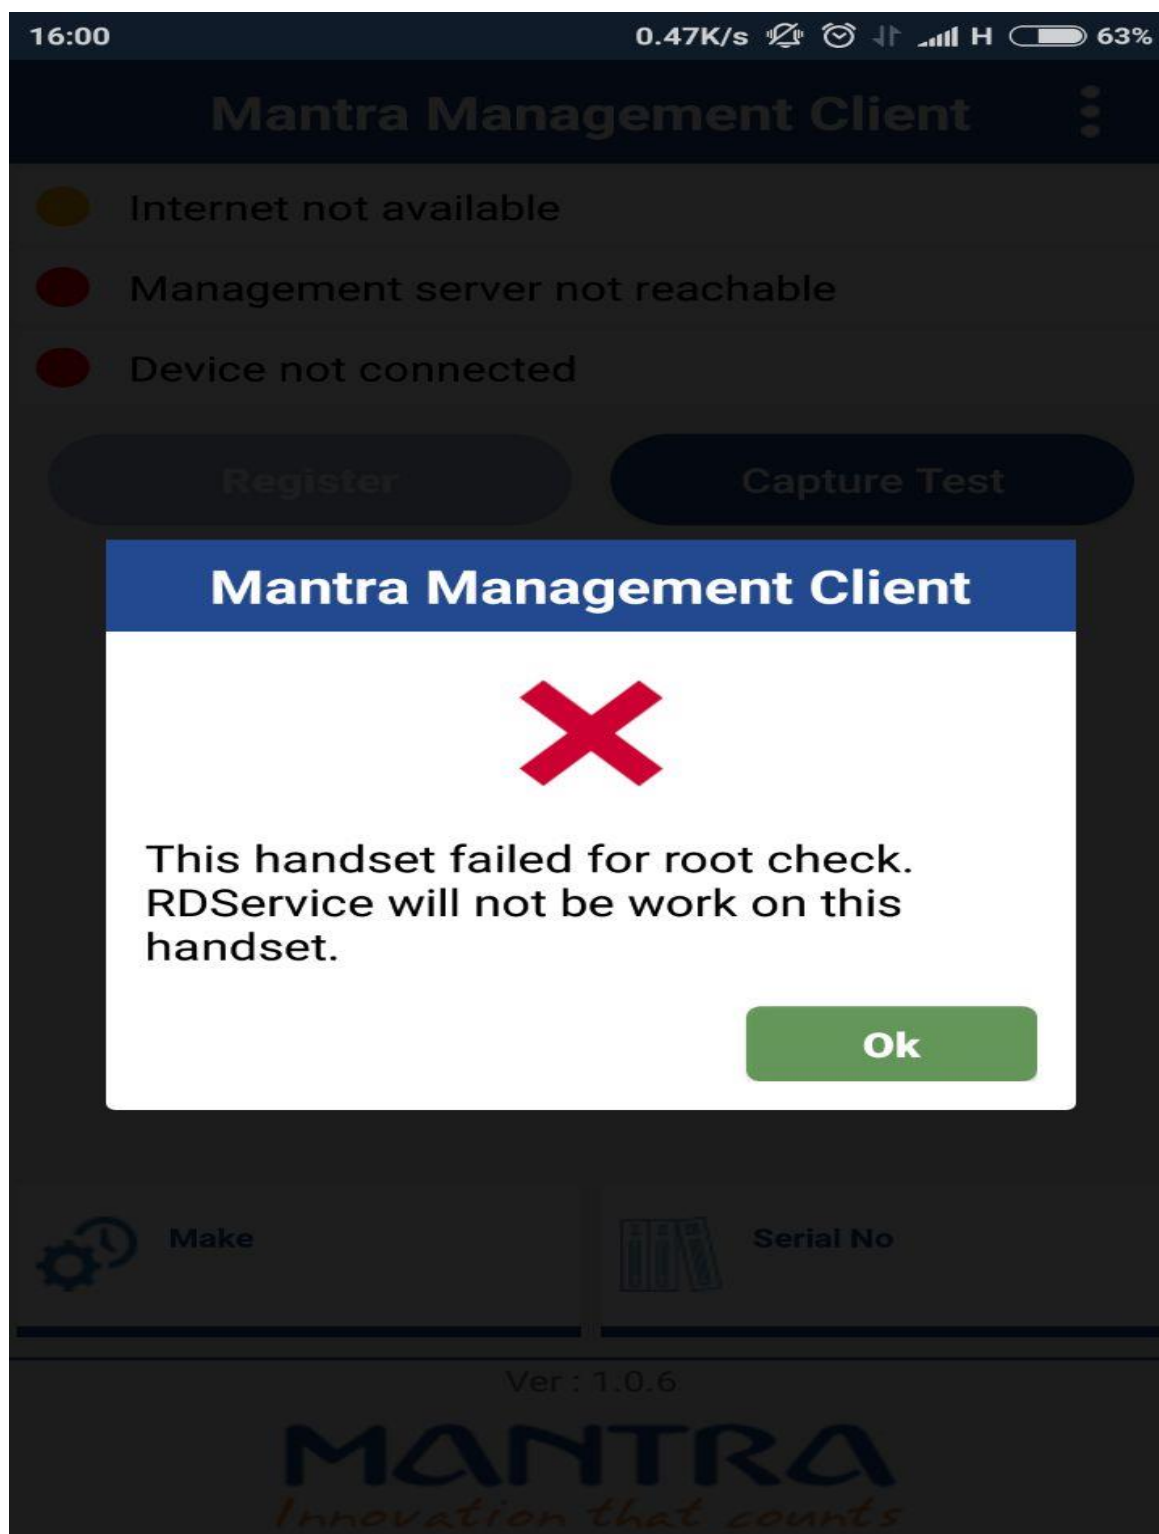 16:00 0.47K/s H 63%
Mantra Management Client
Internet not available
Management server not reachable
Device not connected
Register Capture Test
Mantra Management Client
This handset failed for root check.
RDService will not be work on this
handset.
Ok
Make Serial No
Ver : 1.0.6
MANTRA
Innovation that counts